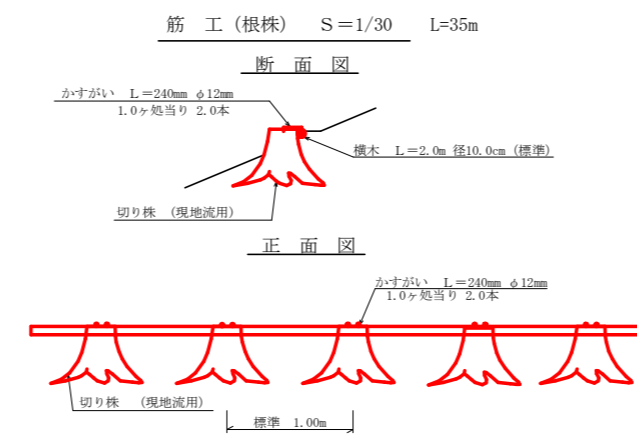 筋 工 (根株) S=1/30 L=35m
断 面 図
かすがい L=240mm φ12mm
1.0ヶ処当り 2.0本
横木 L=2.0m 径10.0cm (標準)
切り株 (現地流用)
正 面 図
かすがい L=240mm φ12mm
1.0ヶ処当り 2.0本
切り株 (現地流用)
標準 1.00m